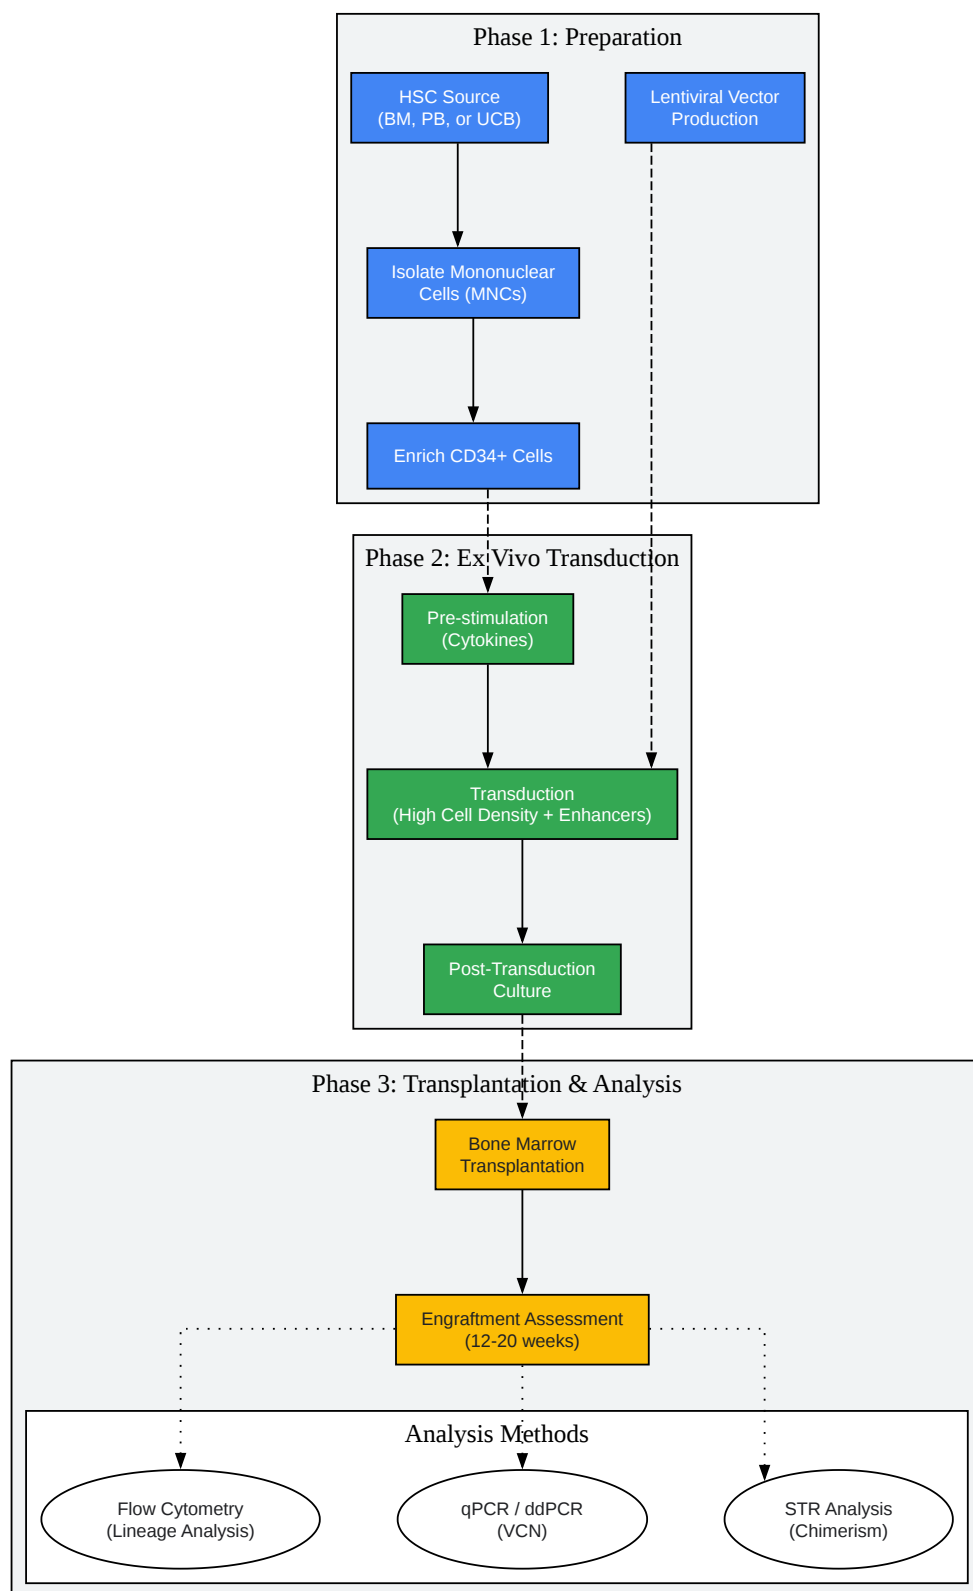 Phase 1: Preparation
HSC Source
(BM, PB, or UCB)
Lentiviral Vector
Production
Isolate Mononuclear
Cells (MNCs)
Enrich CD34+ Cells
Phase 2: Ex Vivo Transduction
Pre-stimulation
(Cytokines)
Transduction
(High Cell Density + Enhancers)
Post-Transduction
Culture
Phase 3: Transplantation & Analysis
Bone Marrow
Transplantation
Engraftment Assessment
(12-20 weeks)
Analysis Methods
Flow Cytometry
(Lineage Analysis)
qPCR / ddPCR
(VCN)
STR Analysis
(Chimerism)